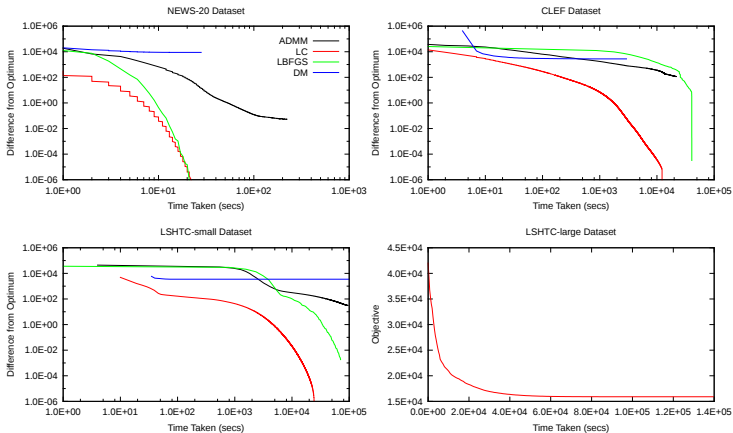 NEWS-20 Dataset
1.0E+06
1.0E+04
1.0E+02
1.0E+00
1.0E-02
1.0E-04
1.0E-06
Difference from Optimum
ADMM
LC
LBFGS
DM
1.0E+00
1.0E+01
1.0E+02
1.0E+03
Time Taken (secs)
CLEF Dataset
1.0E+06
1.0E+04
1.0E+02
1.0E+00
1.0E-02
1.0E-04
1.0E-06
Difference from Optimum
1.0E+00
1.0E+01
1.0E+02
1.0E+03
1.0E+04
1.0E+05
Time Taken (secs)
LSHTC-small Dataset
1.0E+06
1.0E+04
1.0E+02
1.0E+00
1.0E-02
1.0E-04
1.0E-06
Difference from Optimum
1.0E+00
1.0E+01
1.0E+02
1.0E+03
1.0E+04
1.0E+05
Time Taken (secs)
LSHTC-large Dataset
4.5E+04
4.0E+04
3.5E+04
3.0E+04
2.5E+04
2.0E+04
1.5E+04
Objective
0.0E+00
2.0E+04
4.0E+04
6.0E+04
8.0E+04
1.0E+05
1.2E+05
1.4E+05
Time Taken (secs)